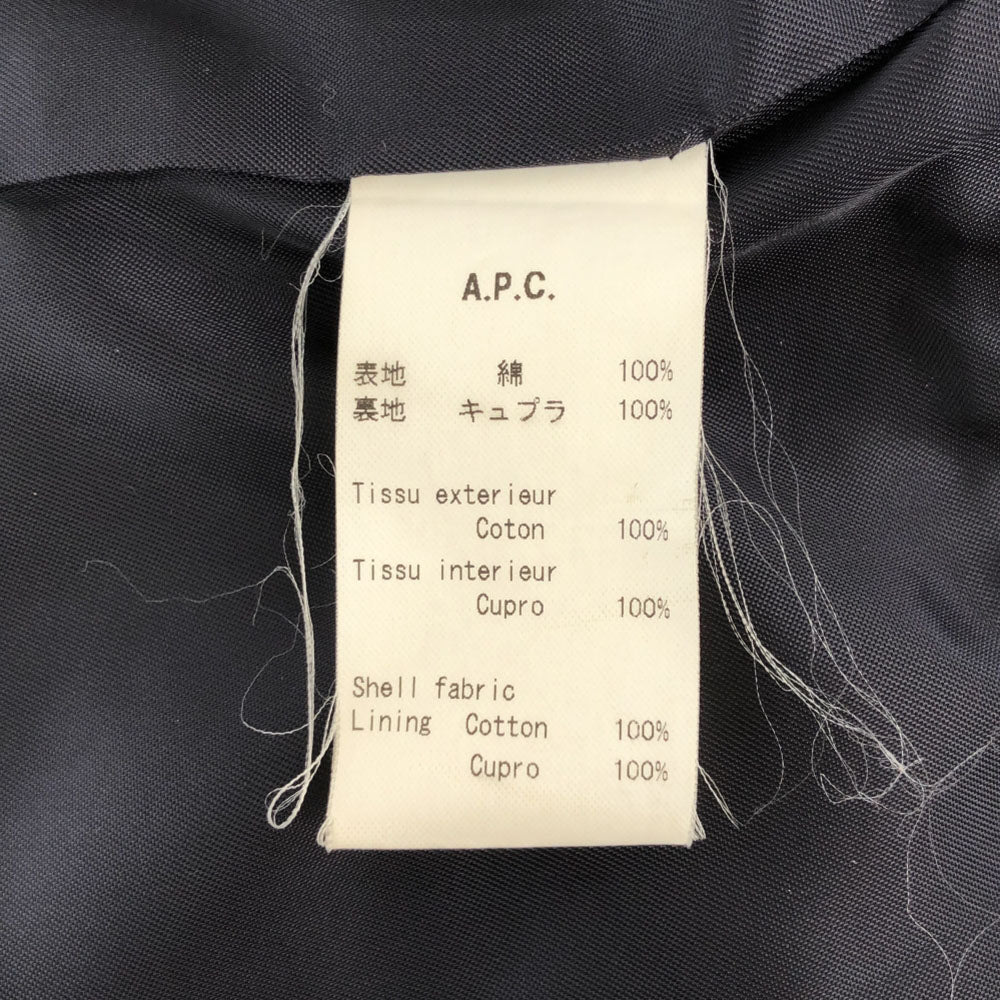 A.P.C.
表地 綿 100%
裏地 キュプラ 100%
Tissu exterieur
Coton 100%
Tissu interieur
Cupro 100%
Shell fabric
Lining Cotton 100%
Cupro 100%